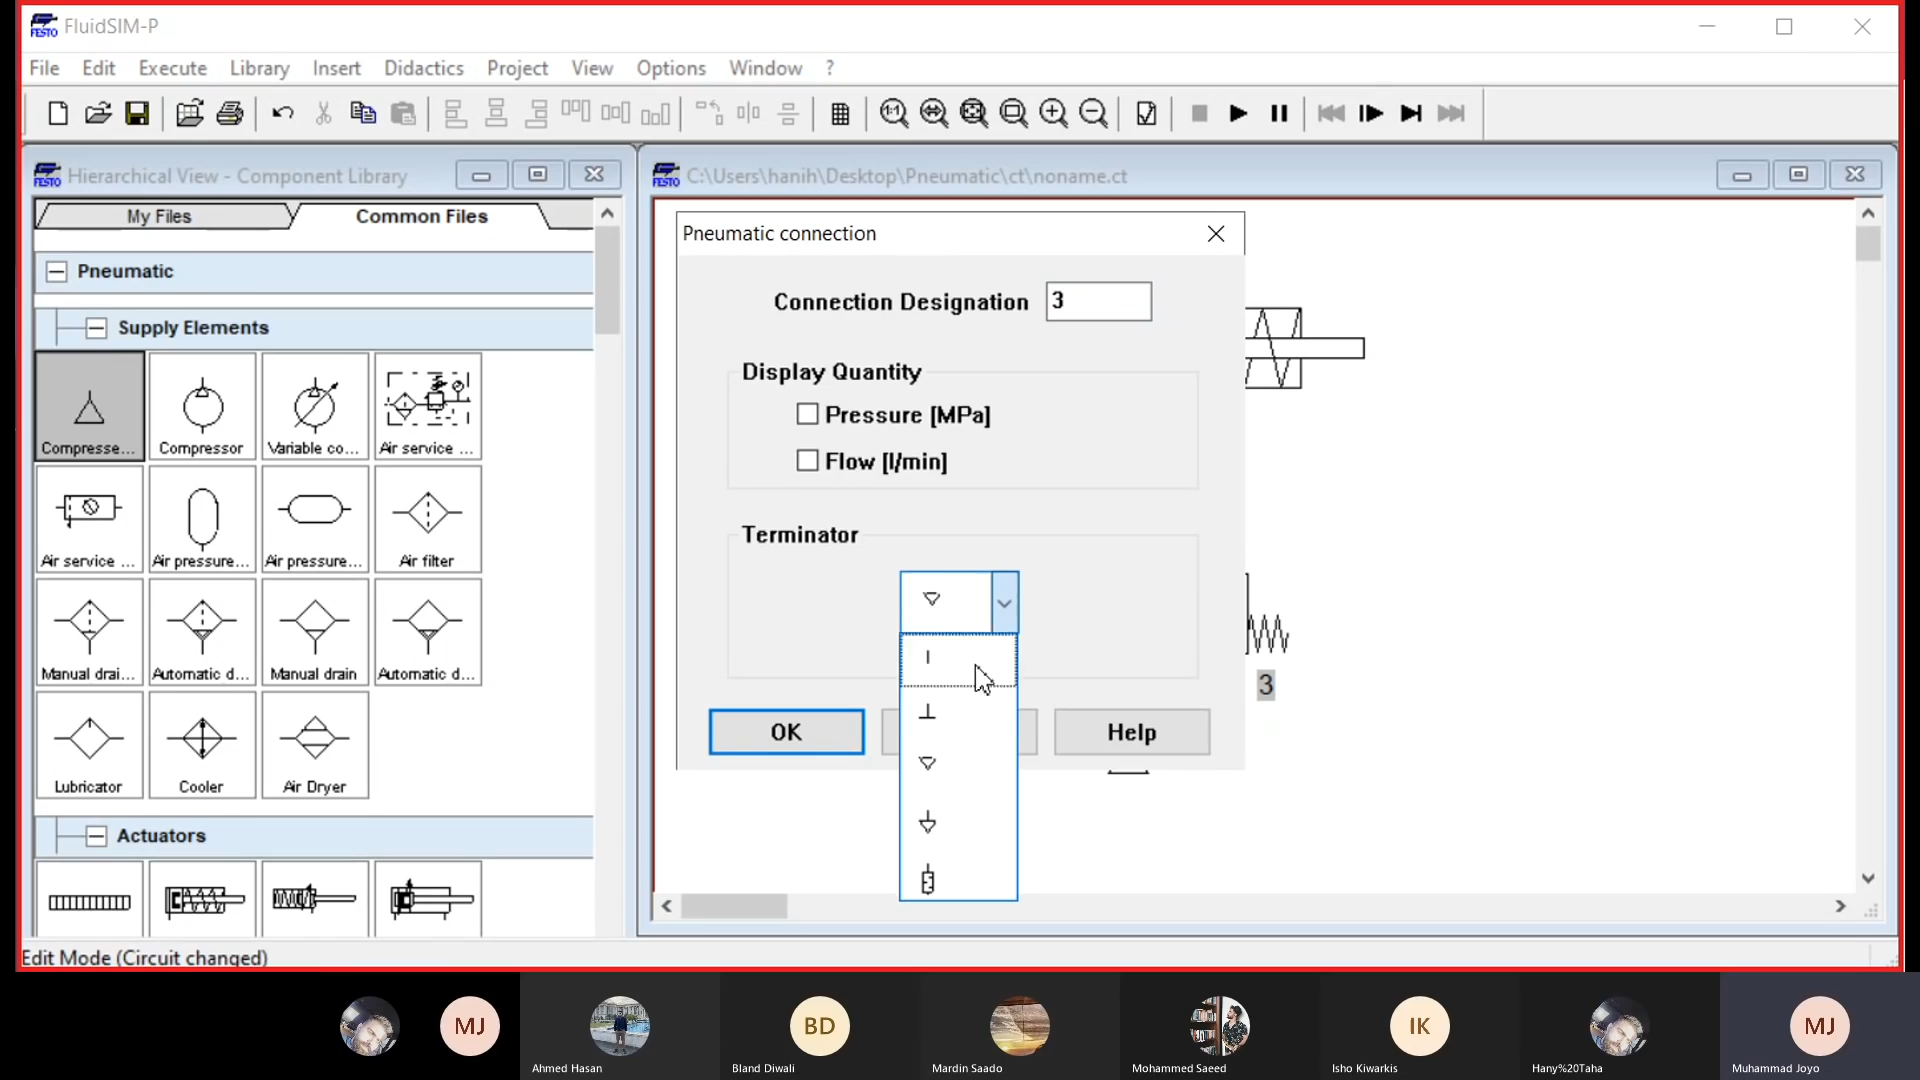 FESTO FluidSIM-P
File Edit Execute Library Insert Didactics Project View Options Window ?
FESTO Hierarchical View - Component Library
My Files Common Files
Pneumatic
Supply Elements
Compresse... Compressor Variable co... Air service ...
Air service ... Air pressure... Air pressure... Air filter
Manual drai... Automatic d... Manual drain Automatic d...
Lubricator Cooler Air Dryer
Actuators
FESTO C:\Users\hanih\Desktop\Pneumatic\ct\noname.ct
Pneumatic connection
Connection Designation 3
Display Quantity
Pressure [MPa]
Flow [l/min]
Terminator
OK Help
3
Edit Mode (Circuit changed)
MJ BD IK MJ
Ahmed Hasan Bland Diwali Mardin Saado Mohammed Saeed Isho Kiwarkis Hany%20Taha Muhammad Joyo